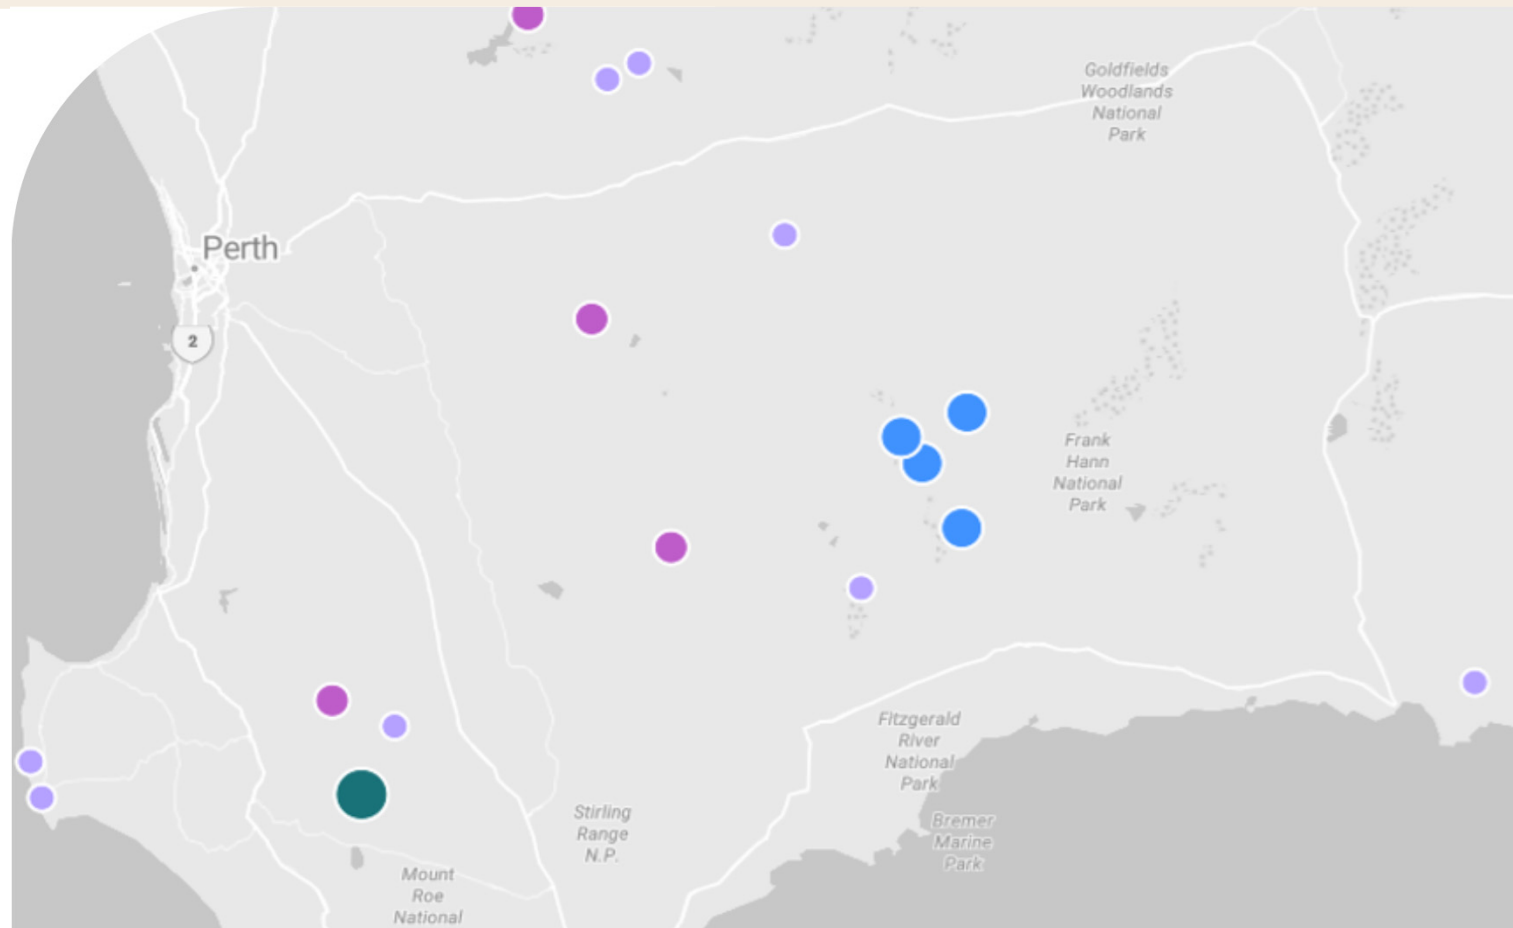 Goldfields
Woodlands
National
Park
Perth
2
Frank
Hann
National
Park
Fitzgerald
River
National
Park
Stirling
Range
N.P.
Bremer
Marine
Park
Mount
Roe
National